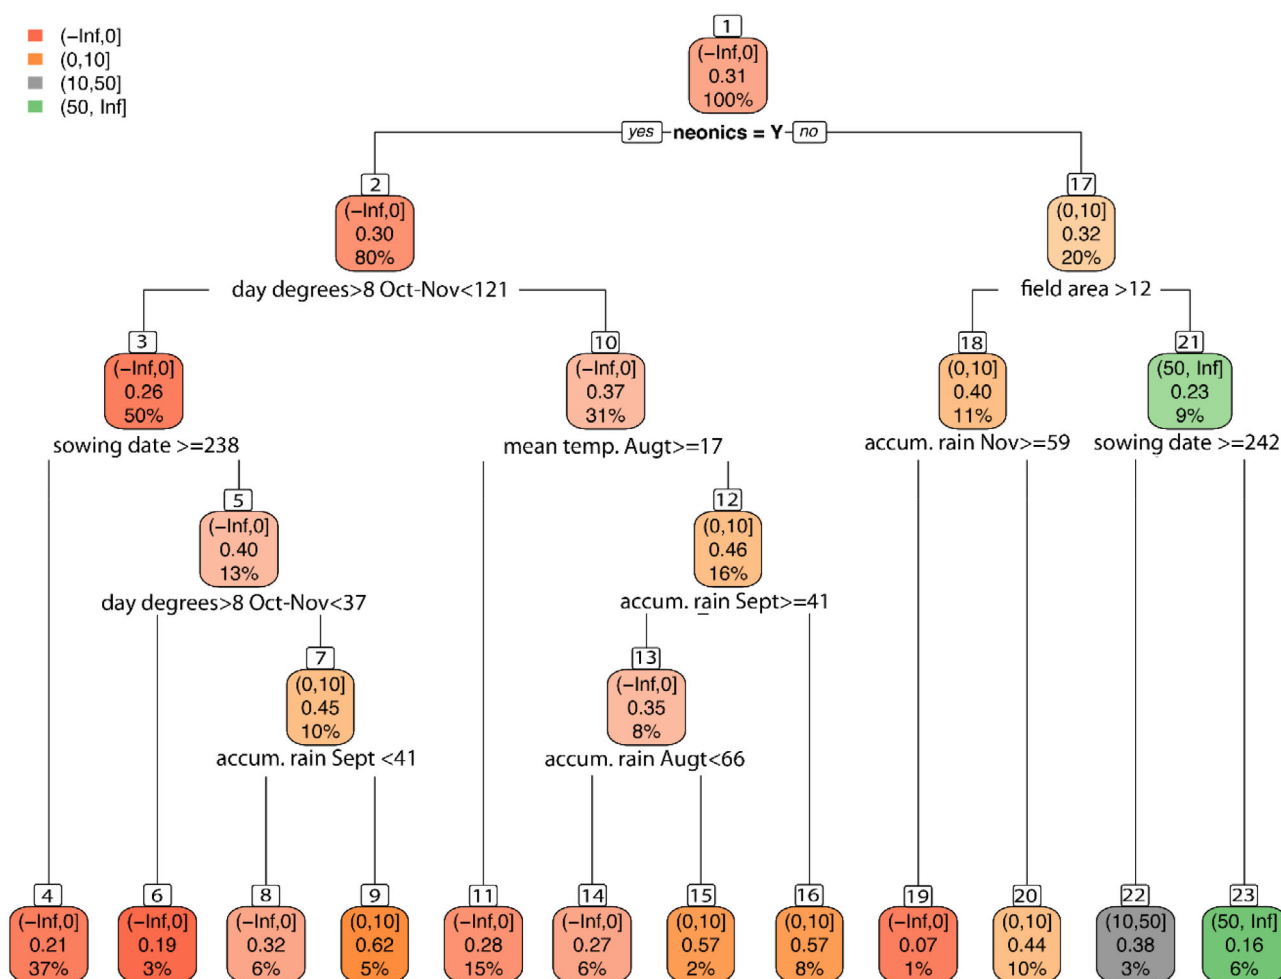 (−Inf,0]
(0,10]
(10,50]
(50, Inf]
1
(−Inf,0]
0.31
100%
yes neonics = Y no
2
(−Inf,0]
0.30
80%
17
(0,10]
0.32
20%
day degrees>8 Oct-Nov<121
field area >12
3
(−Inf,0]
0.26
50%
10
(−Inf,0]
0.37
31%
18
(0,10]
0.40
11%
21
(50, Inf]
0.23
9%
sowing date >=238
mean temp. Augt>=17
accum. rain Nov>=59
sowing date >=242
5
(−Inf,0]
0.40
13%
12
(0,10]
0.46
16%
day degrees>8 Oct-Nov<37
accum. rain Sept>=41
7
(0,10]
0.45
10%
13
(−Inf,0]
0.35
8%
accum. rain Sept <41
accum. rain Augt<66
4
(−Inf,0]
0.21
37%
6
(−Inf,0]
0.19
3%
8
(−Inf,0]
0.32
6%
9
(0,10]
0.62
5%
11
(−Inf,0]
0.28
15%
14
(−Inf,0]
0.27
6%
15
(0,10]
0.57
2%
16
(0,10]
0.57
8%
19
(−Inf,0]
0.07
1%
20
(0,10]
0.44
10%
22
(10,50]
0.38
3%
23
(50, Inf]
0.16
6%